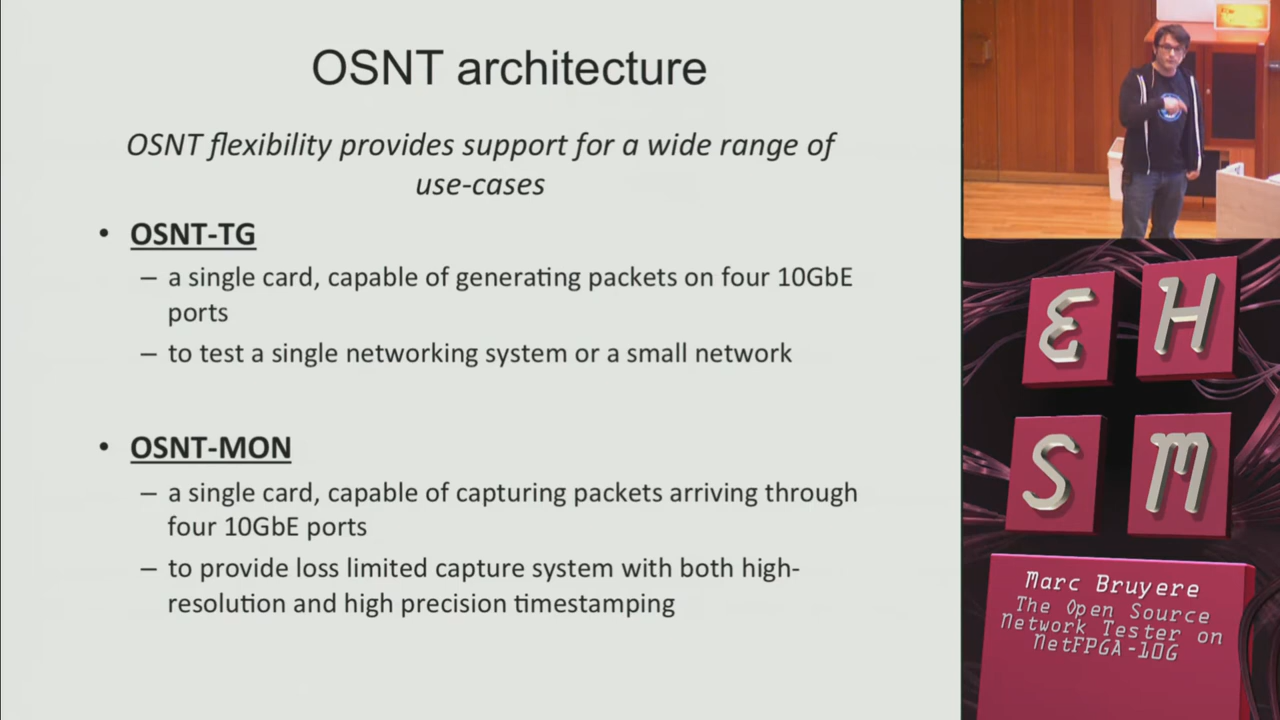 OSNT architecture
OSNT flexibility provides support for a wide range of
use-cases
• OSNT-TG
– a single card, capable of generating packets on four 10GbE
ports
– to test a single networking system or a small network
• OSNT-MON
– a single card, capable of capturing packets arriving through
four 10GbE ports
– to provide loss limited capture system with both high-
resolution and high precision timestamping
E H
S M
Marc Bruyere
The Open Source
Network Tester on
NetFPGA-10G